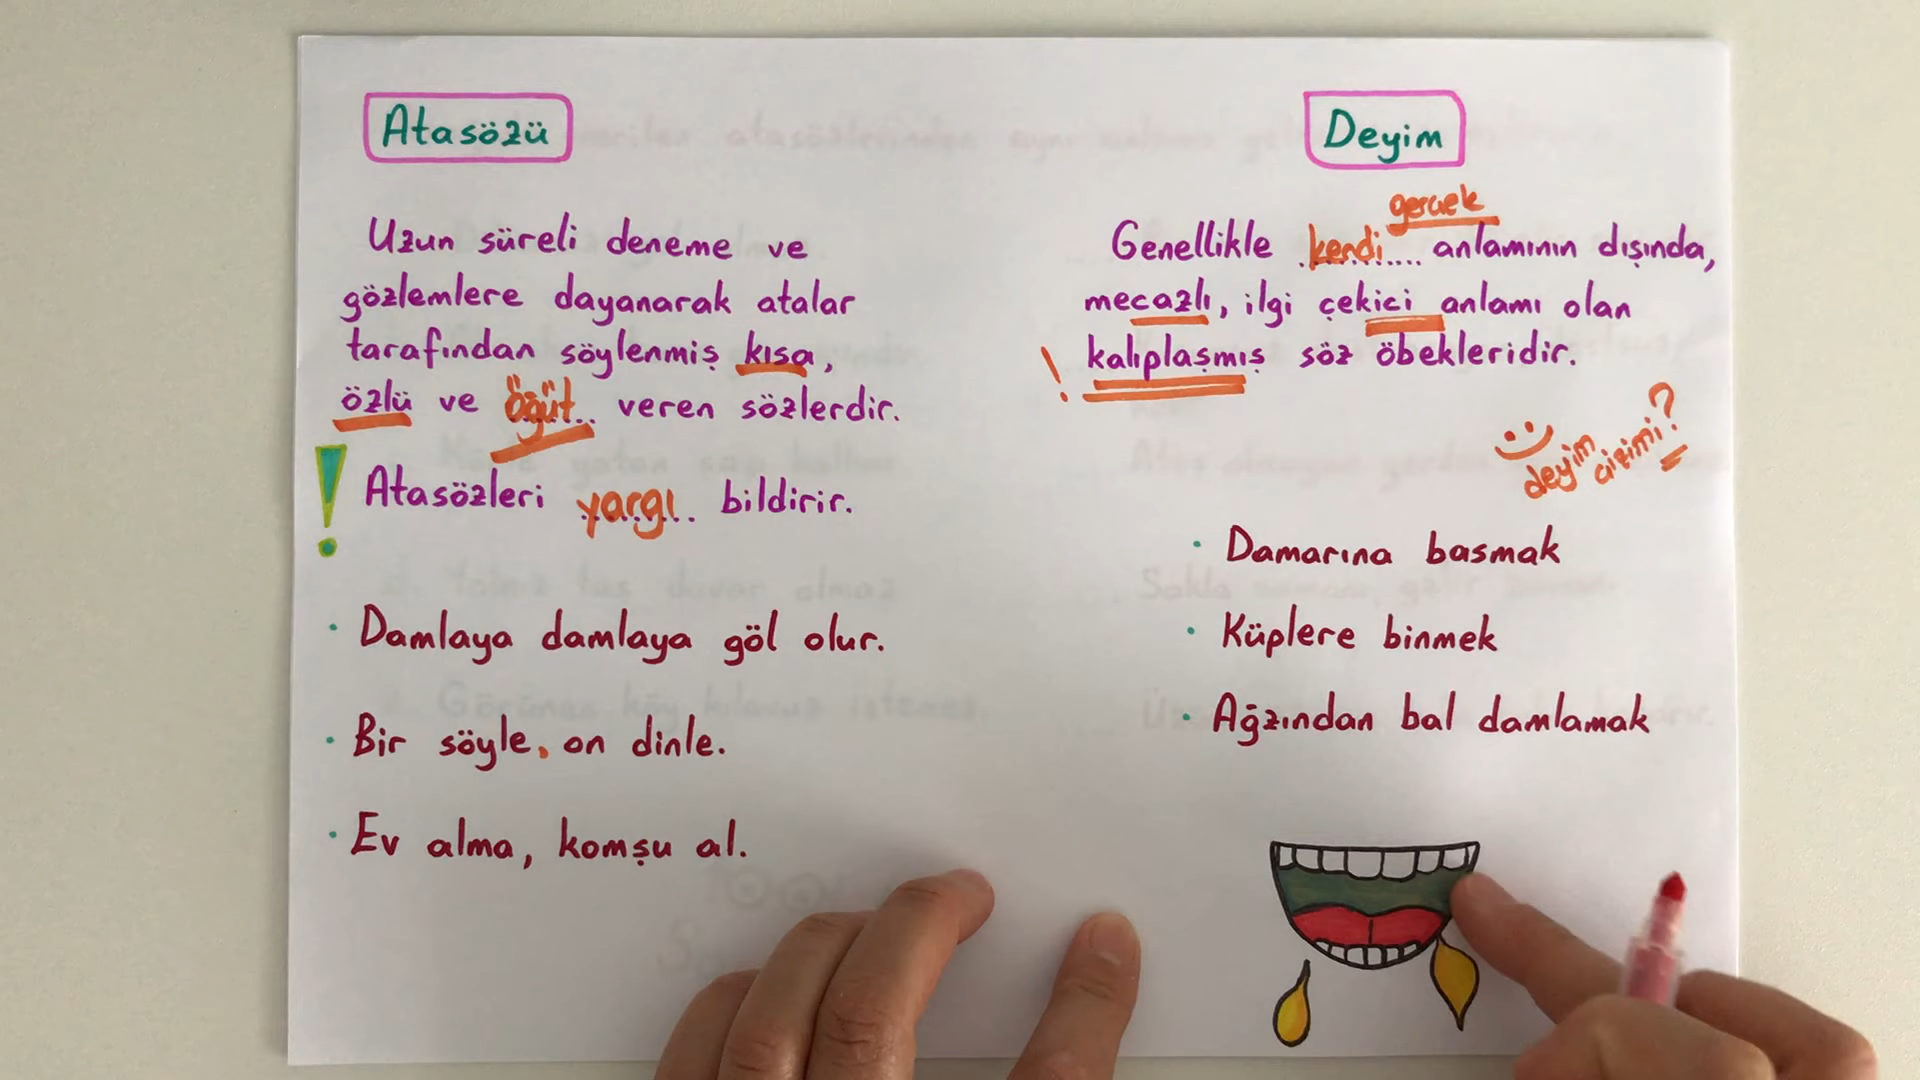 Atasözü
Uzun süreli deneme ve
gözlemlere dayanarak atalar
tarafından söylenmiş kısa,
özlü ve öğüt.. veren sözlerdir.
! Atasözleri yargı.. bildirir.
• Damlaya damlaya göl olur.
• Bir söyle, on dinle.
• Ev alma, komşu al.
Deyim
gerçek
Genellikle kendi.... anlamının dışında,
mecazlı, ilgi çekici anlamı olan
! kalıplaşmış söz öbekleridir.
deyim
çizimi?
• Damarına basmak
• Küplere binmek
• Ağzından bal damlamak